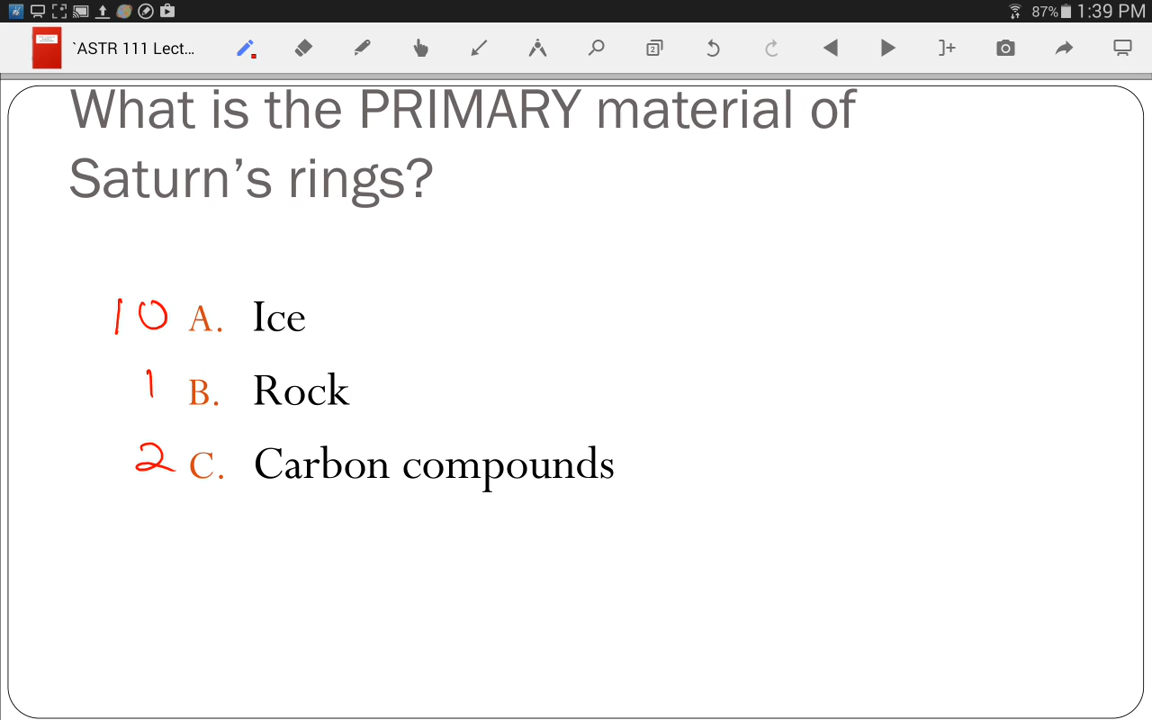 87% 1:39 PM
`ASTR 111 Lect...
2
What is the PRIMARY material of
Saturn’s rings?
10 A. Ice
1 B. Rock
2 C. Carbon compounds